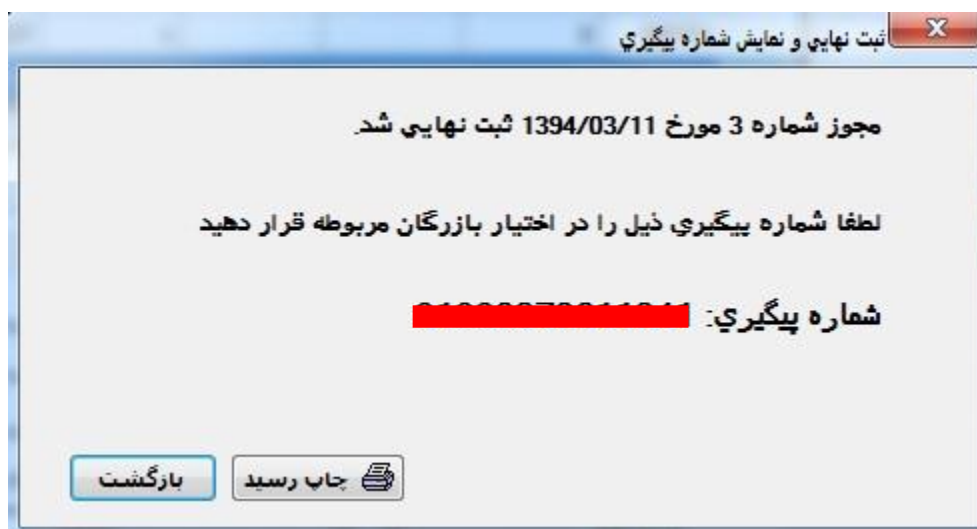 ثبت نهايي و نمايش شماره پيگيري
مجوز شماره 3 مورخ 1394/03/11 ثبت نهايي شد.
لطفا شماره پيگيري ذيل را در اختيار بازرگان مربوطه قرار دهيد
شماره پيگيري:
چاپ رسيد
بازگشت